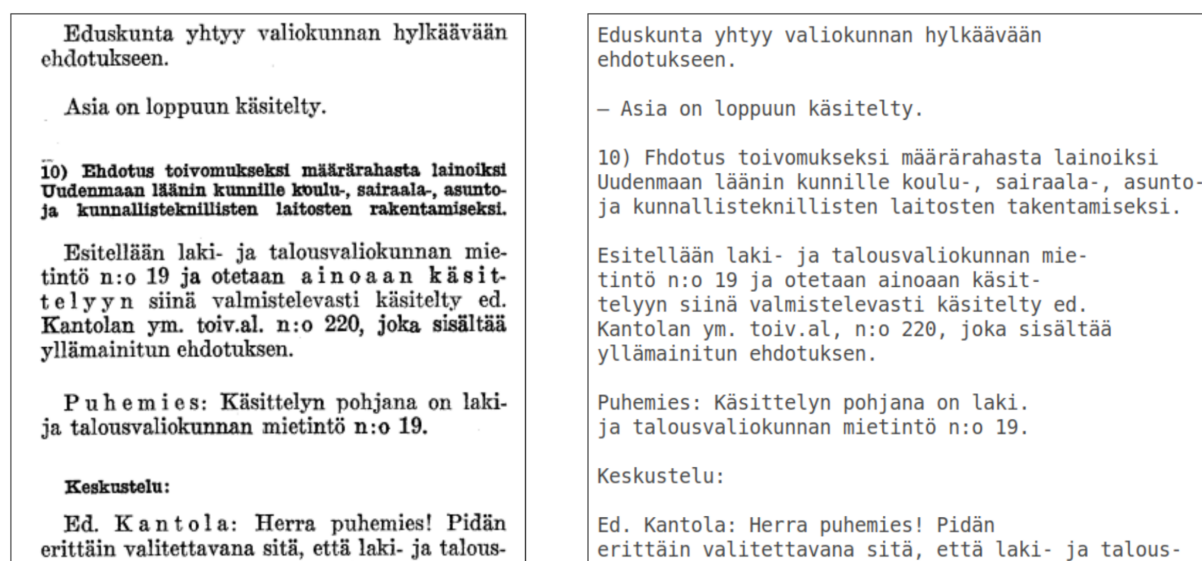 Eduskunta yhtyy valiokunnan hylkäävään
ehdotukseen.
Asia on loppuun käsitelty.
10) Ehdotus toivomukseksi määrärahasta lainoiksi
Uudenmaan läänin kunnille koulu-, sairaala-, asunto-
ja kunnallisteknillisten laitosten rakentamiseksi.
Esitellään laki- ja talousvaliokunnan mie-
tintö n:o 19 ja otetaan ainoaan käsit-
telyyn siinä valmistelevasti käsitelty ed.
Kantolan ym. toiv.al. n:o 220, joka sisältää
yllämainitun ehdotuksen.
Puhemies: Käsittelyn pohjana on laki-
ja talousvaliokunnan mietintö n:o 19.
Keskustelu:
Ed. Kantola: Herra puhemies! Pidän
erittäin valitettavana sitä, että laki- ja talous-
Eduskunta yhtyy valiokunnan hylkäävään
ehdotukseen.
— Asia on loppuun käsitelty.
10) Fhdotus toivomukseksi määrärahasta lainoiksi
Uudenmaan läänin kunnille koulu-, sairaala-, asunto-
ja kunnallisteknillisten laitosten takentamiseksi.
Esitellään laki- ja talousvaliokunnan mie-
tintö n:o 19 ja otetaan ainoaan käsit-
telyyn siinä valmistelevasti käsitelty ed.
Kantolan ym. toiv.al, n:o 220, joka sisältää
yllämainitun ehdotuksen.
Puhemies: Käsittelyn pohjana on laki.
ja talousvaliokunnan mietintö n:o 19.
Keskustelu:
Ed. Kantola: Herra puhemies! Pidän
erittäin valitettavana sitä, että laki- ja talous-